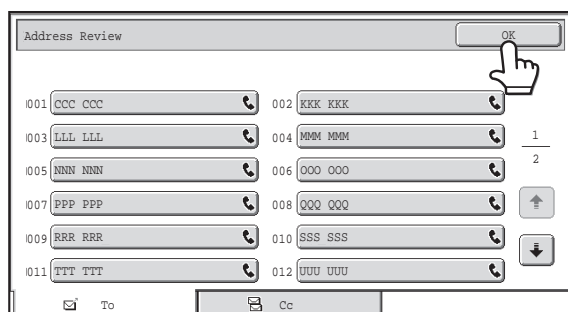 Address Review OK
001 CCC CCC 002 KKK KKK
003 LLL LLL 004 MMM MMM 1
005 NNN NNN 006 OOO OOO 2
007 PPP PPP 008 QQQ QQQ
009 RRR RRR 010 SSS SSS
011 TTT TTT 012 UUU UUU
To Cc